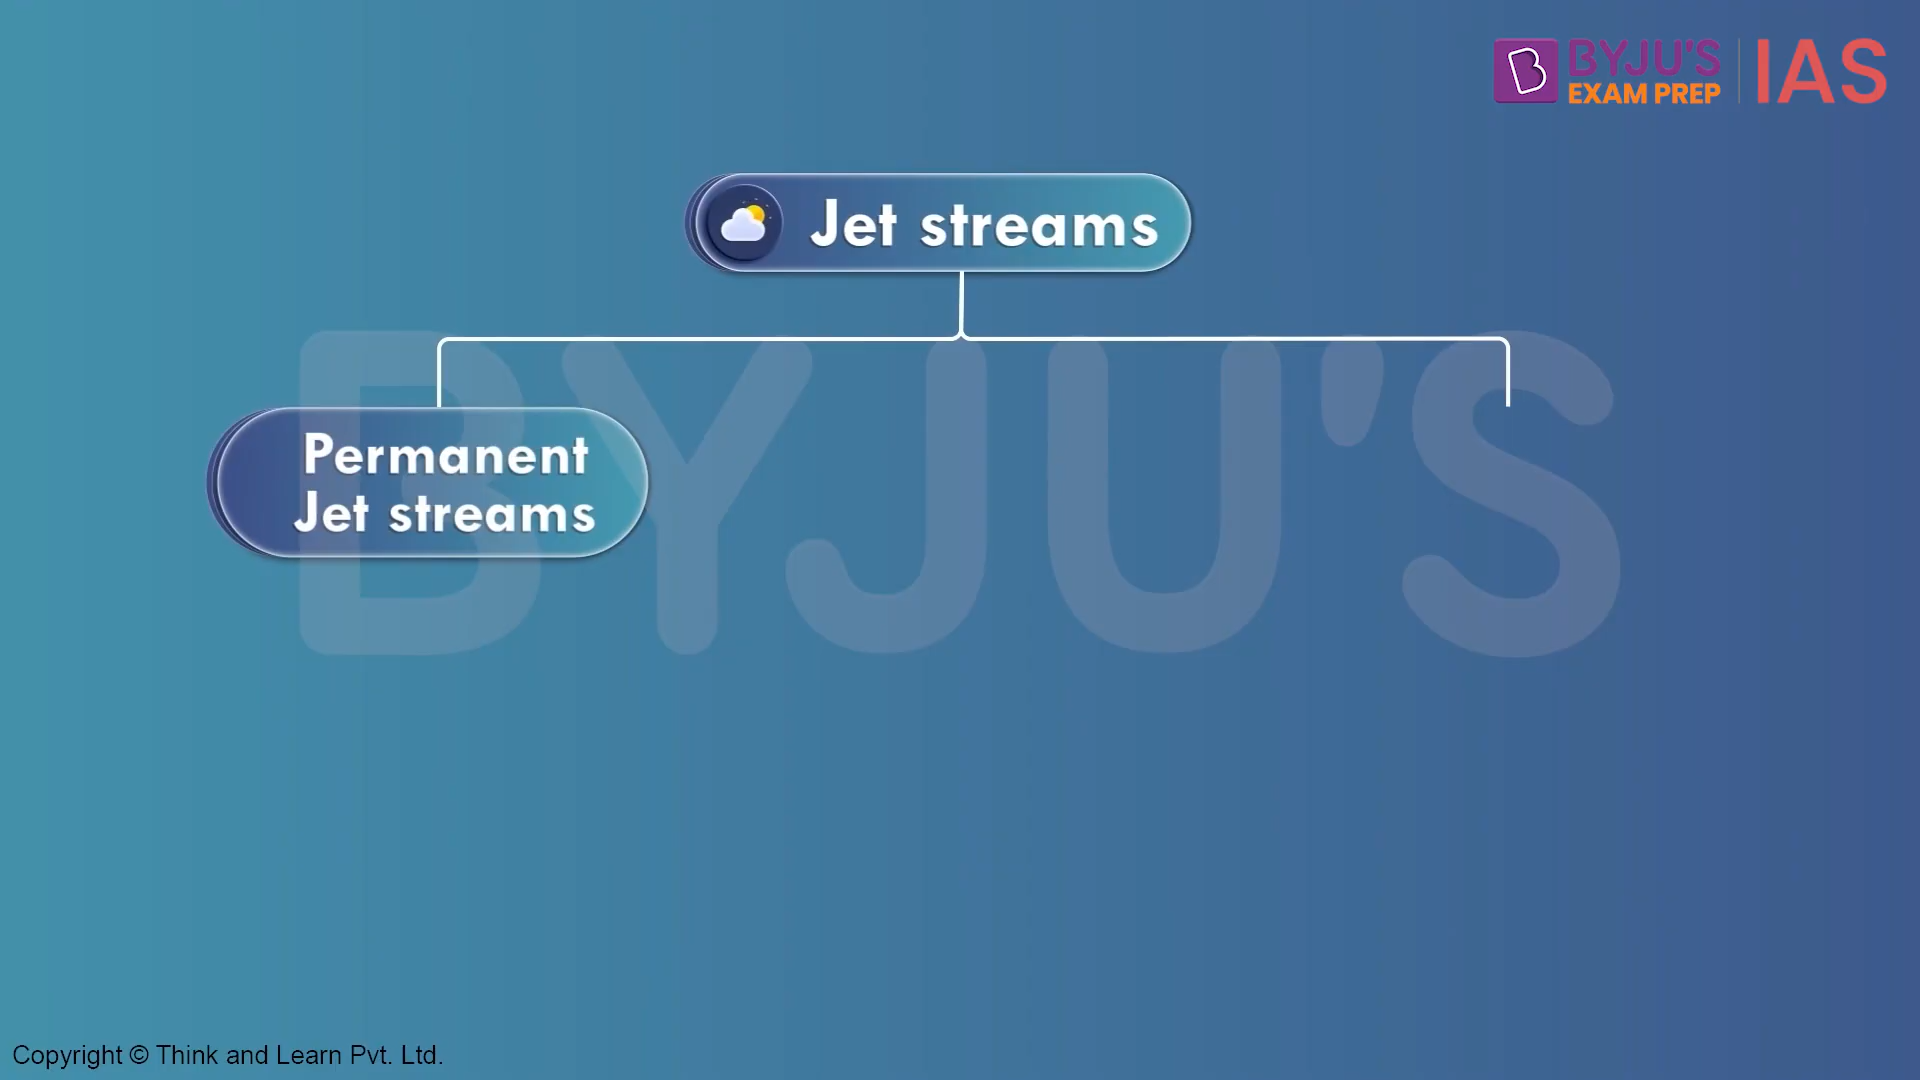 BYJU'S
EXAM PREP
IAS
Jet streams
Permanent
Jet streams
BYJU'S
Copyright © Think and Learn Pvt. Ltd.